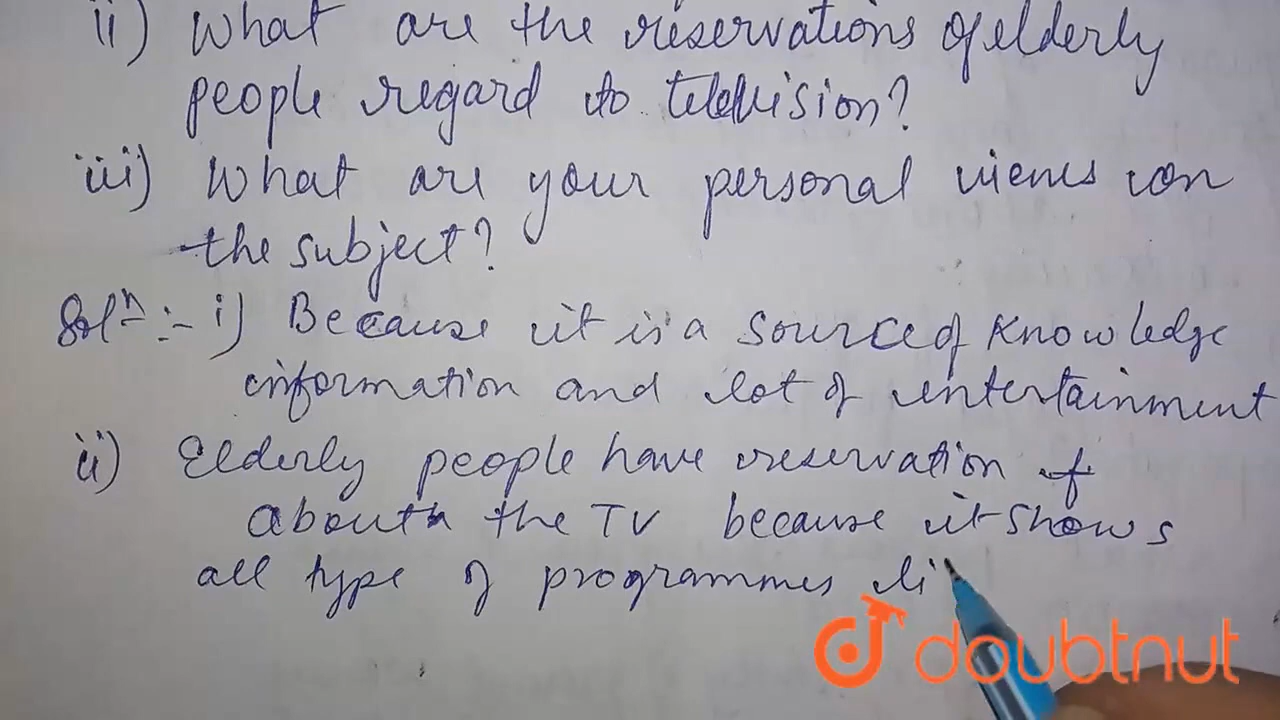 ii) What are the reservations of elderly
people regard to television?
iii) What are your personal views on
the subject?
Solⁿ :- i) Because it is a source of knowledge
information and lot of entertainment
ii) Elderly people have reservation
about the TV because it shows
all type of programmes li
doubtnut